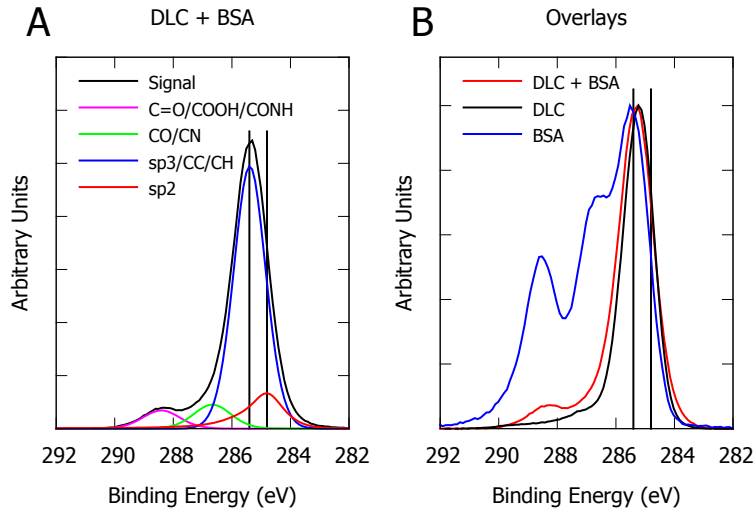 A
DLC + BSA
Signal
C=O/COOH/CONH
CO/CN
sp3/CC/CH
sp2
Arbitrary Units
292 290 288 286 284 282
Binding Energy (eV)
B
Overlays
DLC + BSA
DLC
BSA
Arbitrary Units
292 290 288 286 284 282
Binding Energy (eV)